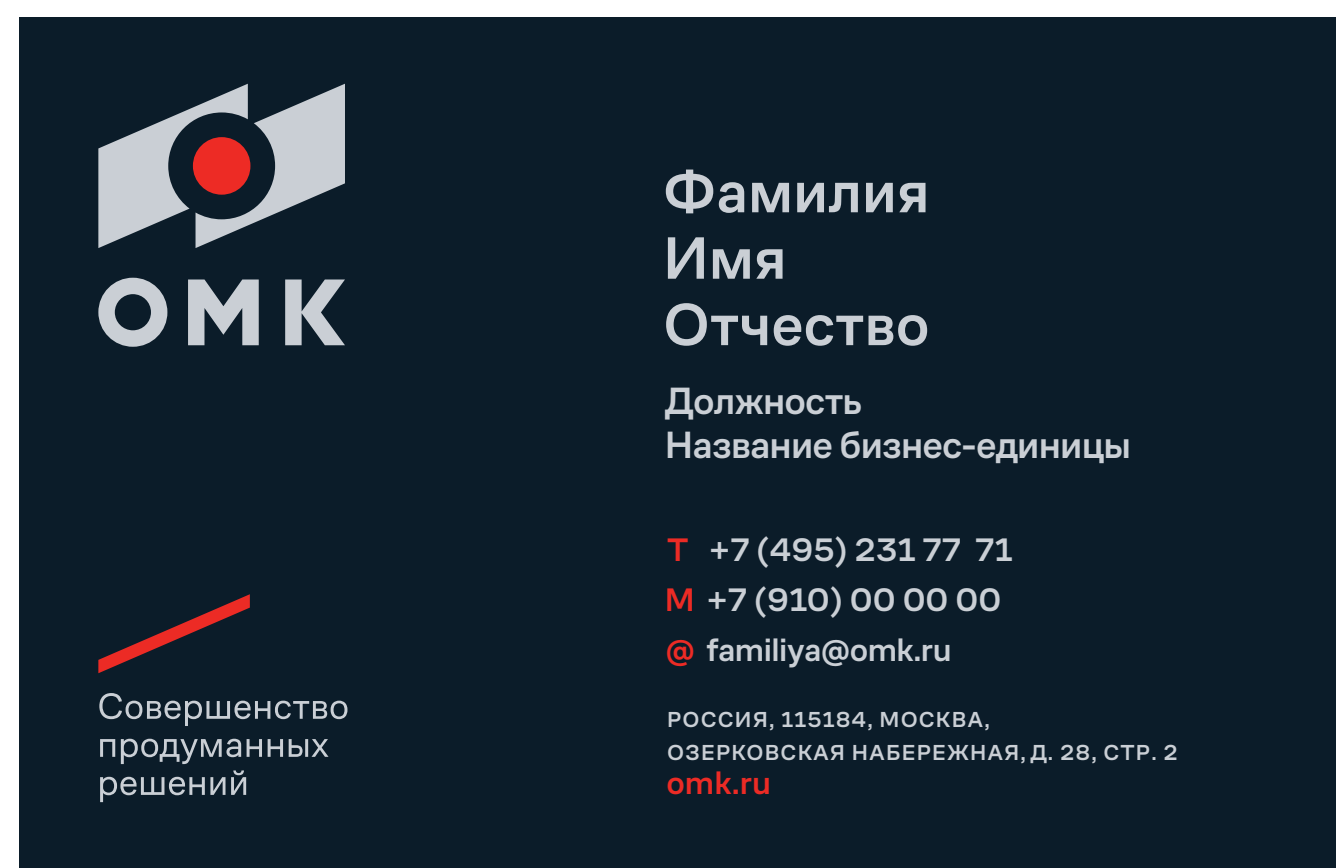 ОМК
Фамилия
Имя
Отчество
Должность
Название бизнес-единицы
Т +7 (495) 231 77 71
М +7 (910) 00 00 00
@ familiya@omk.ru
РОССИЯ, 115184, МОСКВА,
ОЗЕРКОВСКАЯ НАБЕРЕЖНАЯ, Д. 28, СТР. 2
omk.ru
Совершенство
продуманных
решений